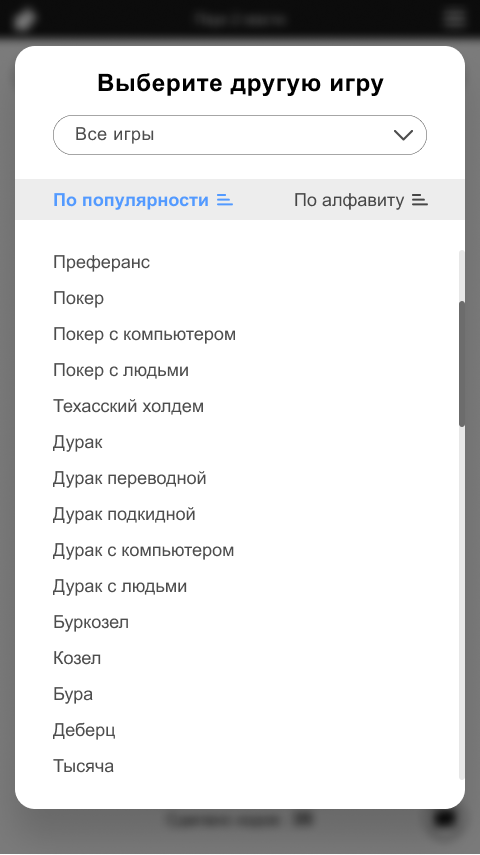 Выберите другую игру
Все игры
По популярности
По алфавиту
Преферанс
Покер
Покер с компьютером
Покер с людьми
Техасский холдем
Дурак
Дурак переводной
Дурак подкидной
Дурак с компьютером
Дурак с людьми
Буркозел
Козел
Бура
Деберц
Тысяча